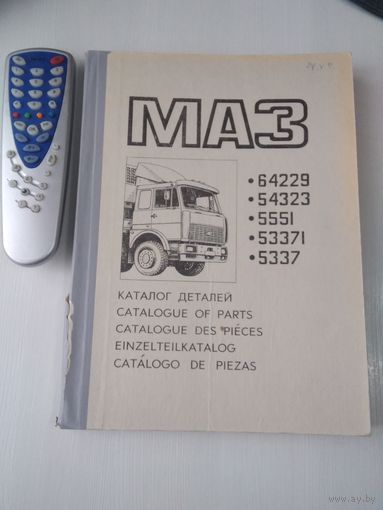 МАЗ
• 64229
• 54323
• 5551
• 53371
• 5337
КАТАЛОГ ДЕТАЛЕЙ
CATALOGUE OF PARTS
CATALOGUE DES PIÉCES
EINZELTEILKATALOG
CATÁLOGO DE PIEZAS
www.ay.by